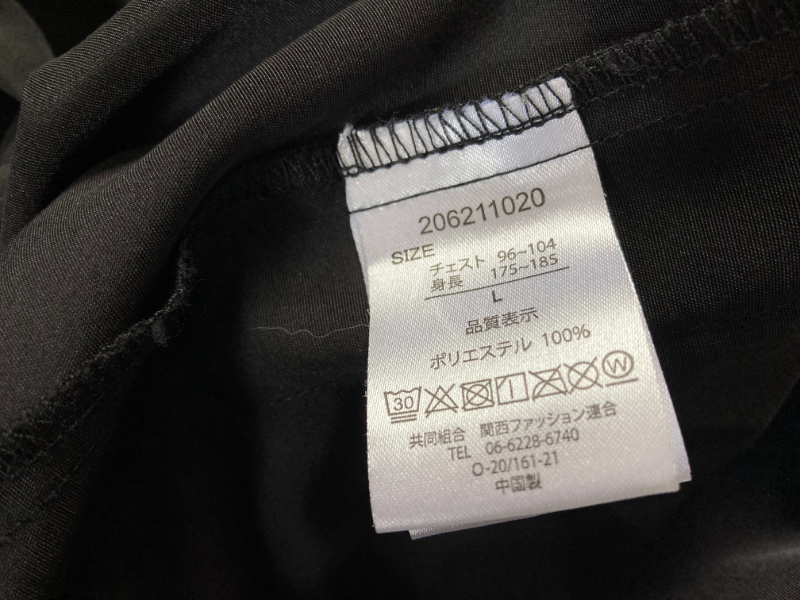 206211020
SIZE
チェスト 96~104
身長 175~185
L
品質表示
ポリエステル 100%
30 W
共同組合 関西ファッション連合
TEL 06-6228-6740
O-20/161-21
中国製